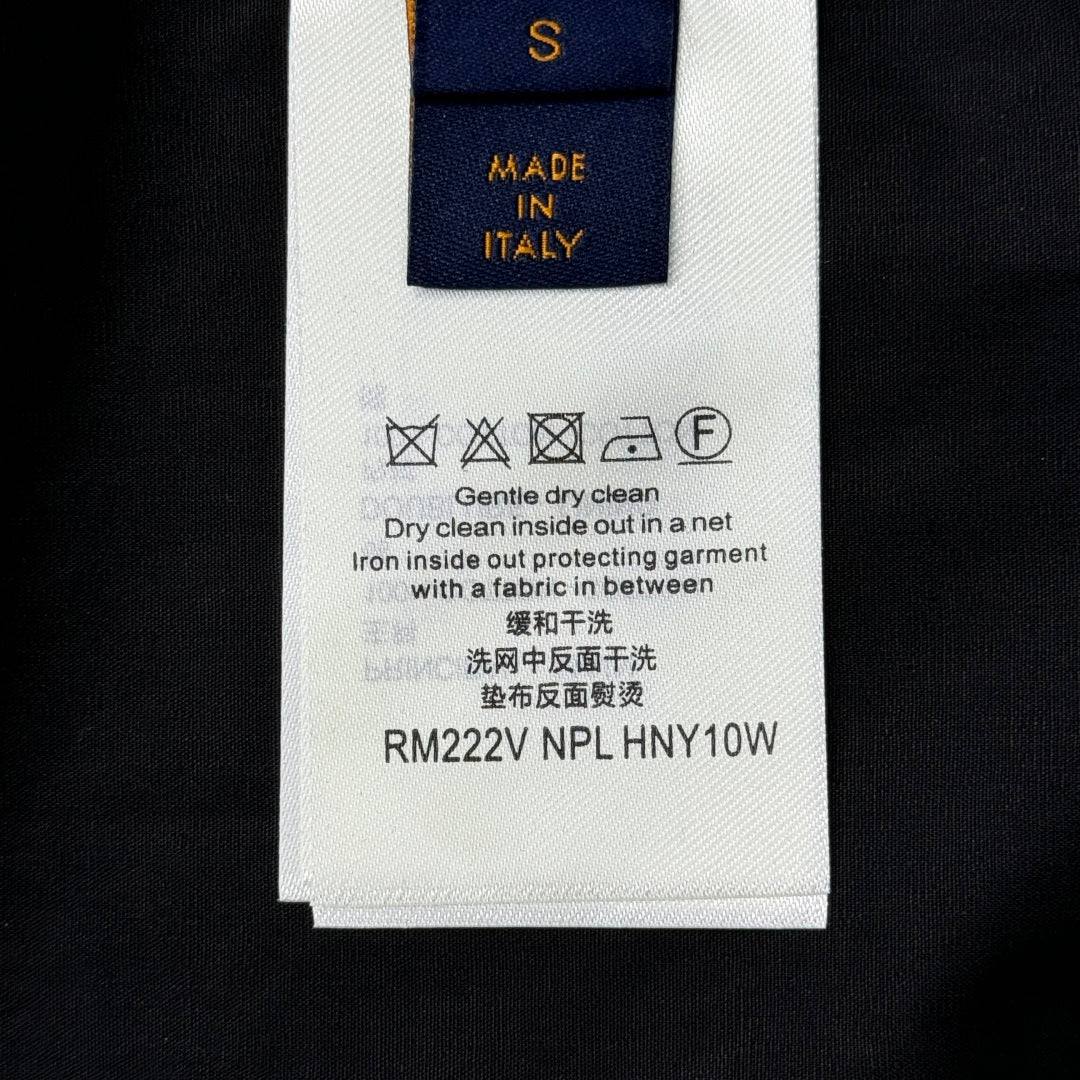 S
MADE
IN
ITALY
F
Gentle dry clean
Dry clean inside out in a net
Iron inside out protecting garment
with a fabric in between
缓和干洗
洗网中反面干洗
垫布反面熨烫
RM222V NPL HNY10W